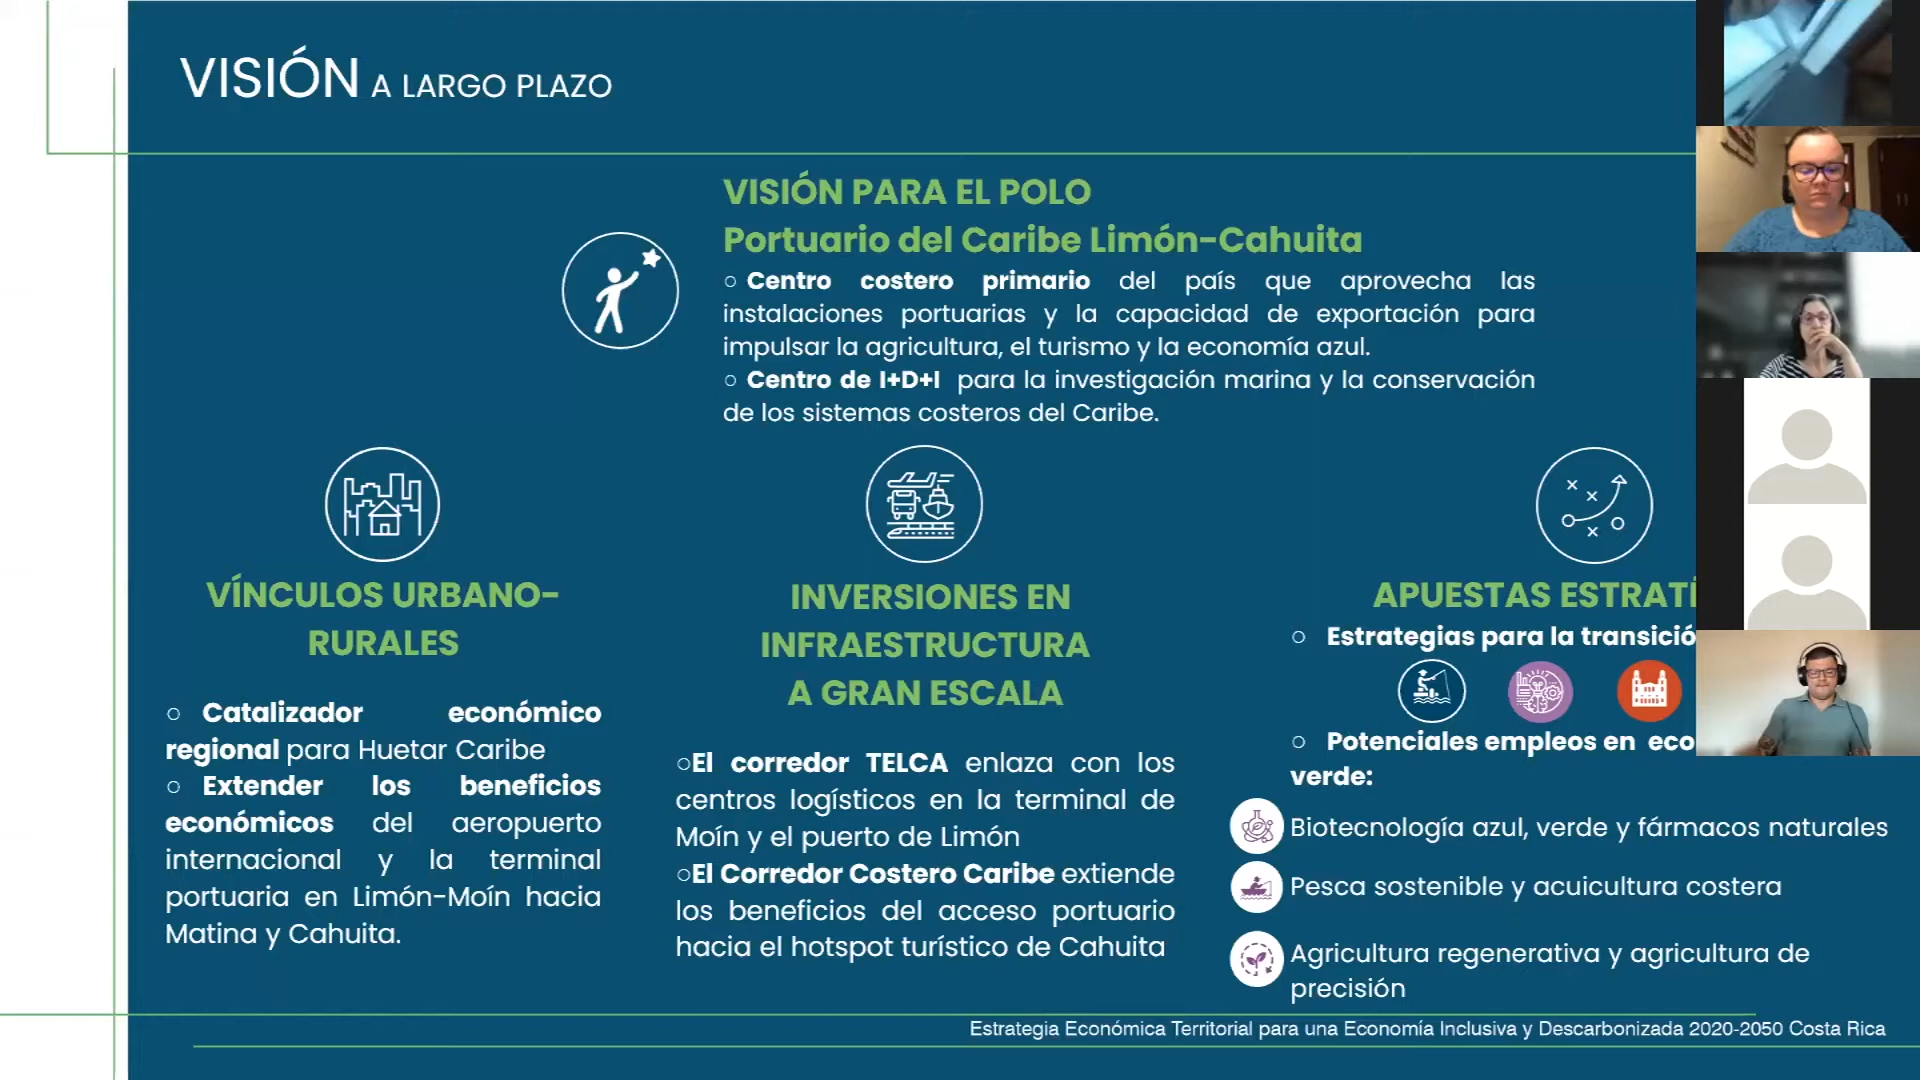 VISIÓN A LARGO PLAZO
VISIÓN PARA EL POLO
Portuario del Caribe Limón-Cahuita
○ Centro costero primario del país que aprovecha las
instalaciones portuarias y la capacidad de exportación para
impulsar la agricultura, el turismo y la economía azul.
○ Centro de I+D+I para la investigación marina y la conservación
de los sistemas costeros del Caribe.
VÍNCULOS URBANO-
RURALES
○ Catalizador económico
regional para Huetar Caribe
○ Extender los beneficios
económicos del aeropuerto
internacional y la terminal
portuaria en Limón-Moín hacia
Matina y Cahuita.
INVERSIONES EN
INFRAESTRUCTURA
A GRAN ESCALA
○El corredor TELCA enlaza con los
centros logísticos en la terminal de
Moín y el puerto de Limón
○El Corredor Costero Caribe extiende
los beneficios del acceso portuario
hacia el hotspot turístico de Cahuita
APUESTAS ESTRATÍ
○ Estrategias para la transició
○ Potenciales empleos en eco
verde:
Biotecnología azul, verde y fármacos naturales
Pesca sostenible y acuicultura costera
Agricultura regenerativa y agricultura de
precisión
Estrategia Económica Territorial para una Economía Inclusiva y Descarbonizada 2020-2050 Costa Rica